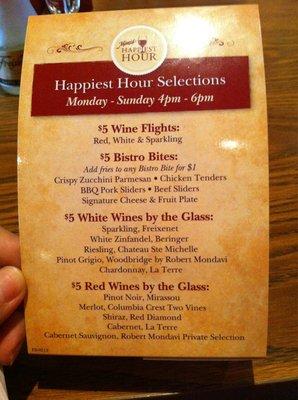 HAPPIEST
HOUR
Happiest Hour Selections
Monday - Sunday 4pm - 6pm
$5 Wine Flights:
Red, White & Sparkling
$5 Bistro Bites:
Add fries to any Bistro Bite for $1
Crispy Zucchini Parmesan • Chicken Tenders
BBQ Pork Sliders • Beef Sliders
Signature Cheese & Fruit Plate
$5 White Wines by the Glass:
Sparkling, Freixenet
White Zinfandel, Beringer
Riesling, Chateau Ste Michelle
Pinot Grigio, Woodbridge by Robert Mondavi
Chardonnay, La Terre
$5 Red Wines by the Glass:
Pinot Noir, Mirassou
Merlot, Columbia Crest Two Vines
Shiraz, Red Diamond
Cabernet, La Terre
Cabernet Sauvignon, Robert Mondavi Private Selection